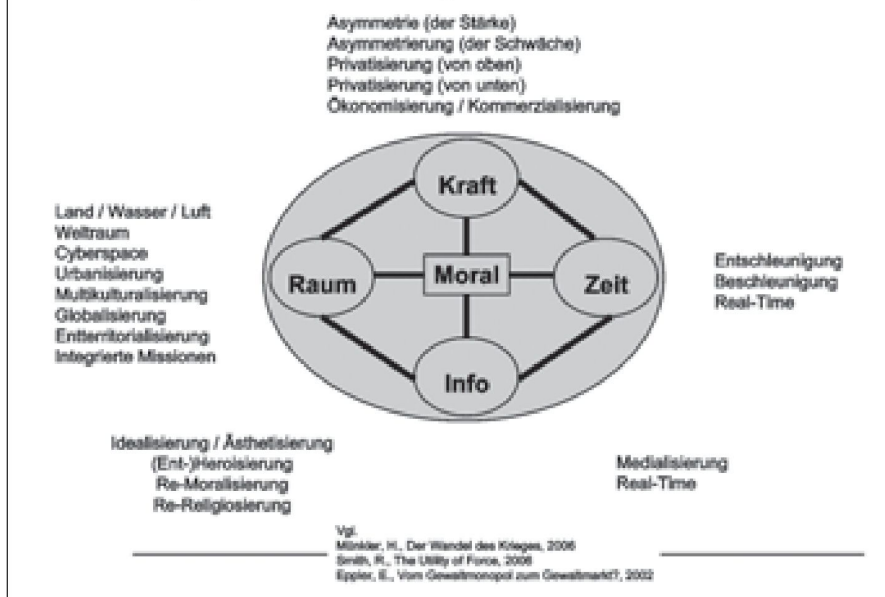 Asymmetrie (der Stärke)
Asymmetrierung (der Schwäche)
Privatisierung (von oben)
Privatisierung (von unten)
Ökonomisierung / Kommerzialisierung
Kraft
Land / Wasser / Luft
Weltraum
Cyberspace
Urbanisierung
Multikulturalisierung
Globalisierung
Entterritorialisierung
Integrierte Missionen
Raum
Moral
Zeit
Entschleunigung
Beschleunigung
Real-Time
Info
Idealisierung / Ästhetisierung
(Ent-)Heroisierung
Re-Moralisierung
Re-Religiosierung
Medialisierung
Real-Time
Vgl.
Münkler, H., Der Wandel des Krieges, 2006
Smith, R., The Utility of Force, 2006
Eppler, E., Vom Gewaltmonopol zum Gewaltmarkt?, 2002